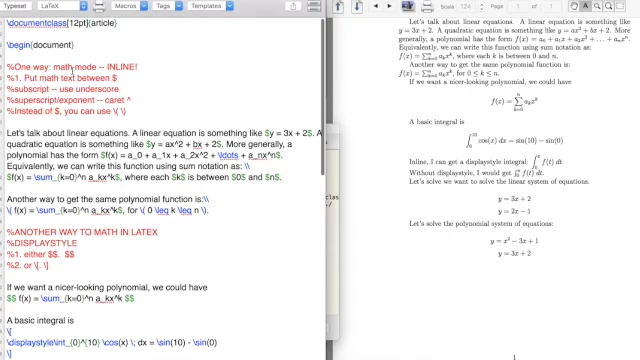 Typeset LaTeX Macros Tags Labels Templates
Scale 124 Page 1
\documentclass[12pt]{article}
\begin{document}
%One way: math mode -- INLINE!
%1. Put math text between $
%subscript -- use underscore
%superscript/exponent -- caret ^
%Instead of $, you can use \( \)
Let's talk about linear equations. A linear equation is something like $y = 3x + 2$. A
quadratic equation is something like $y = ax^2 + bx + 2$. More generally, a
polynomial has the form $f(x) = a_0 + a_1x + a_2x^2 + \ldots + a_nx^n$.
Equivalently, we can write this function using sum notation as: \\
$f(x) = \sum_{k=0}^n a_kx^k$, where each $k$ is between $0$ and $n$.
Another way to get the same polynomial function is:\\
\( f(x) = \sum_{k=0}^n a_kx^k\), for \( 0 \leq k \leq n \).
%ANOTHER WAY TO MATH IN LATEX
%DISPLAYSTYLE
%1. either $$. $$
%2. or \[. \]
If we want a nicer-looking polynomial, we could have
$$ f(x) = \sum_{k=0}^n a_kx^k $$
A basic integral is
\[
\displaystyle\int_{0}^{10} \cos(x) \; dx = \sin(10) - \sin(0)
\]
Let's talk about linear equations. A linear equation is something like
y = 3x + 2. A quadratic equation is something like y = ax² + bx + 2. More
generally, a polynomial has the form f(x) = a₀ + a₁x + a₂x² + . . . + aₙxⁿ.
Equivalently, we can write this function using sum notation as:
f(x) = ∑ₖ₌₀ⁿ aₖxᵏ, where each k is between 0 and n.
Another way to get the same polynomial function is:
f(x) = ∑ₖ₌₀ⁿ aₖxᵏ, for 0 ≤ k ≤ n.
If we want a nicer-looking polynomial, we could have
f(x) = ∑ₖ₌₀ⁿ aₖxᵏ
A basic integral is
∫₀¹⁰ cos(x) dx = sin(10) − sin(0)
Inline, I can get a displaystyle integral:
Without displaystyle, I would get
Let's solve we want to solve the linear system of equations.
y = 3x + 2
y = 2x − 1
Let's solve the polynomial system of equations:
y = x² − 3x + 1
y = 3x + 2
1